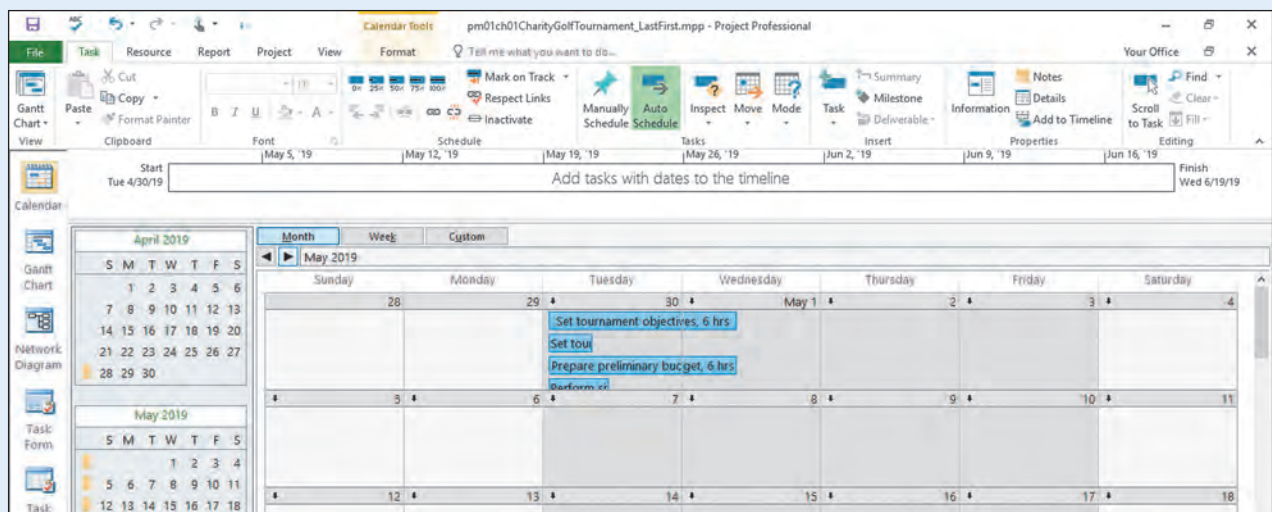 ABC
Calendar Tools
pm01ch01CharityGolfTournament_LastFirst.mpp - Project Professional
File Task Resource Report Project View Format Tell me what you want to do... Your Office
Gantt Chart
View
Paste
Cut
Copy
Format Painter
Clipboard
B I U A
Font
0% 25% 50% 75% 100%
Mark on Track
Respect Links
Inactivate
Schedule
Manually Schedule
Auto Schedule
Inspect Move Mode
Tasks
Task
Summary
Milestone
Deliverable
Insert
Information
Notes
Details
Add to Timeline
Properties
Scroll to Task
Find
Clear
Fill
Editing
May 5, '19 May 12, '19 May 19, '19 May 26, '19 Jun 2, '19 Jun 9, '19 Jun 16, '19
Start
Tue 4/30/19
Add tasks with dates to the timeline
Finish
Wed 6/19/19
Calendar
Gantt Chart
Network Diagram
Task Form
Task
April 2019
S M T W T F S
1 2 3 4 5 6
7 8 9 10 11 12 13
14 15 16 17 18 19 20
21 22 23 24 25 26 27
28 29 30
May 2019
S M T W T F S
1 2 3 4
5 6 7 8 9 10 11
12 13 14 15 16 17 18
Month Week Custom
May 2019
Sunday Monday Tuesday Wednesday Thursday Friday Saturday
28 29 30 May 1 2 3 4
Set tournament objectives, 6 hrs
Set tour
Prepare preliminary budget, 6 hrs
Perform
5 6 7 8 9 10 11
12 13 14 15 16 17 18